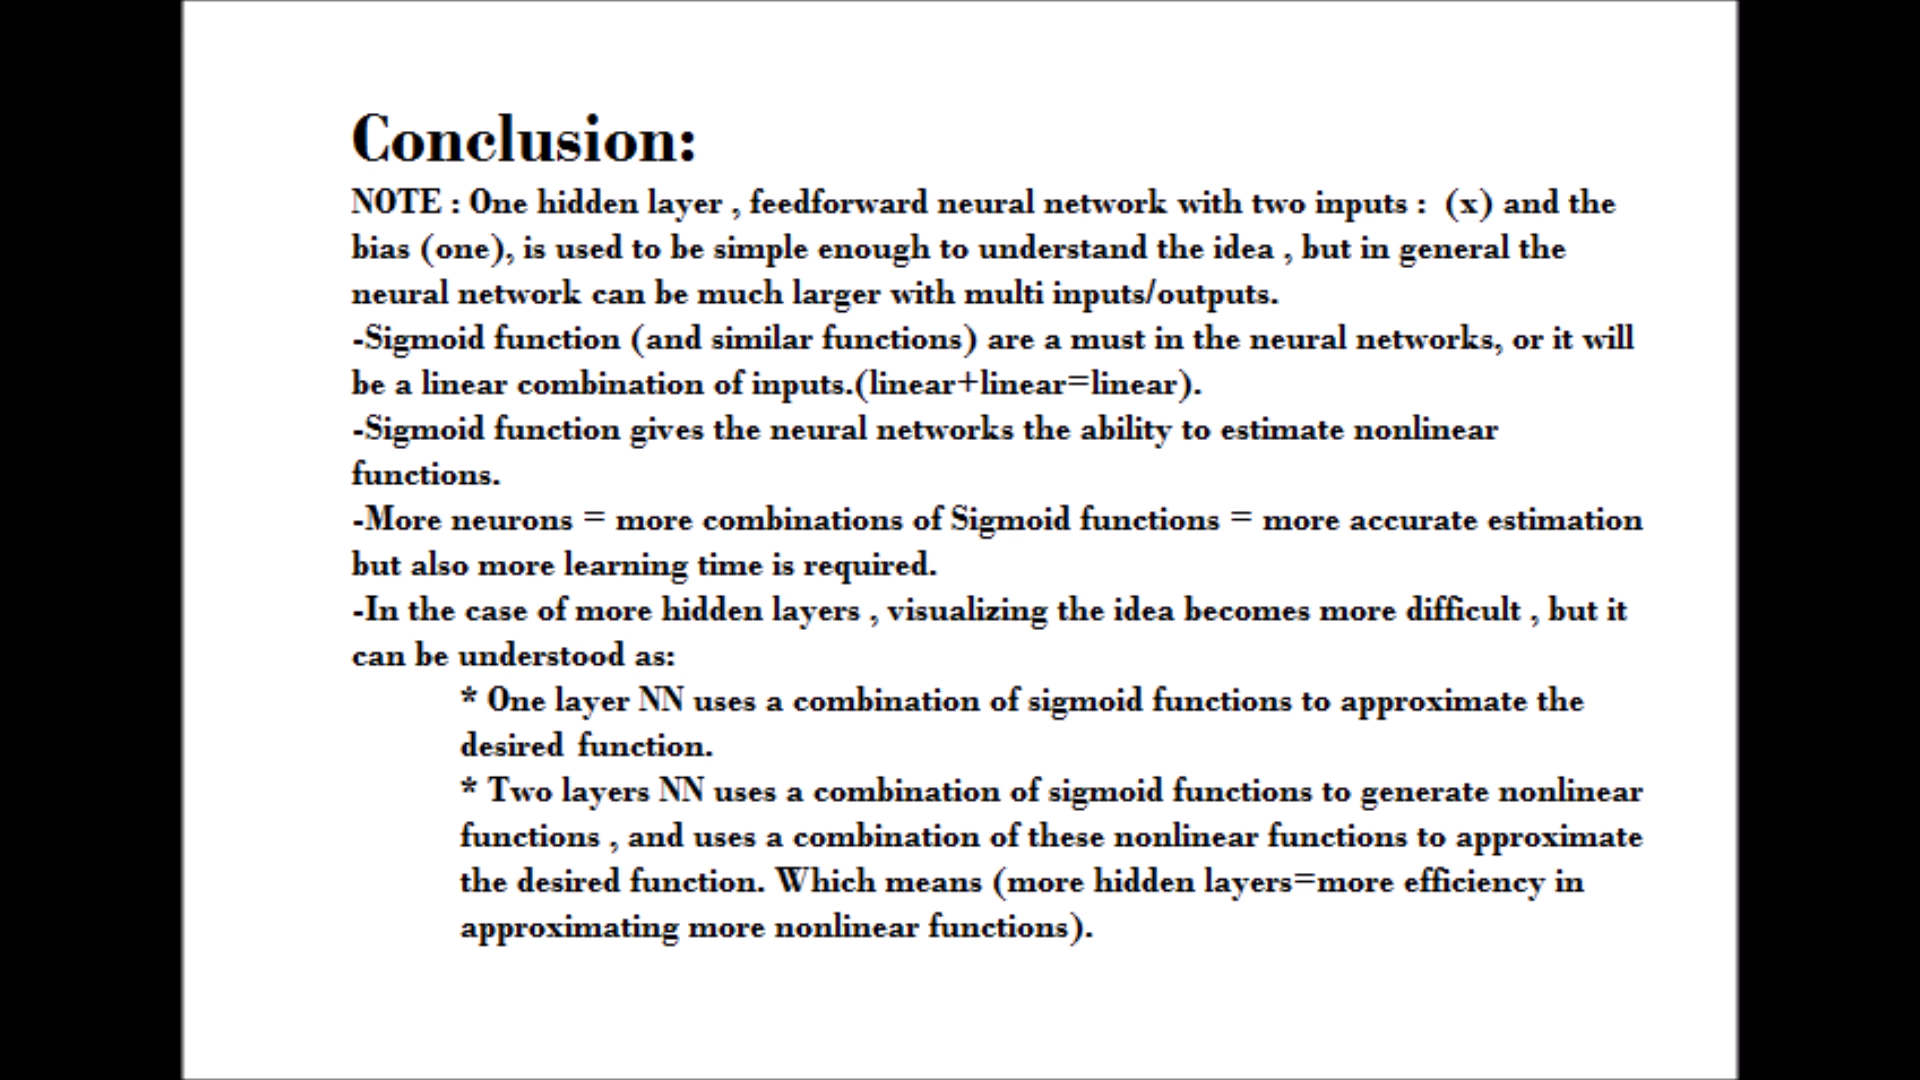 Conclusion:
NOTE : One hidden layer , feedforward neural network with two inputs :  (x) and the
bias (one), is used to be simple enough to understand the idea , but in general the
neural network can be much larger with multi inputs/outputs.
-Sigmoid function (and similar functions) are a must in the neural networks, or it will
be a linear combination of inputs.(linear+linear=linear).
-Sigmoid function gives the neural networks the ability to estimate nonlinear
functions.
-More neurons = more combinations of Sigmoid functions = more accurate estimation
but also more learning time is required.
-In the case of more hidden layers , visualizing the idea becomes more difficult , but it
can be understood as:
* One layer NN uses a combination of sigmoid functions to approximate the
desired function.
* Two layers NN uses a combination of sigmoid functions to generate nonlinear
functions , and uses a combination of these nonlinear functions to approximate
the desired function. Which means (more hidden layers=more efficiency in
approximating more nonlinear functions).